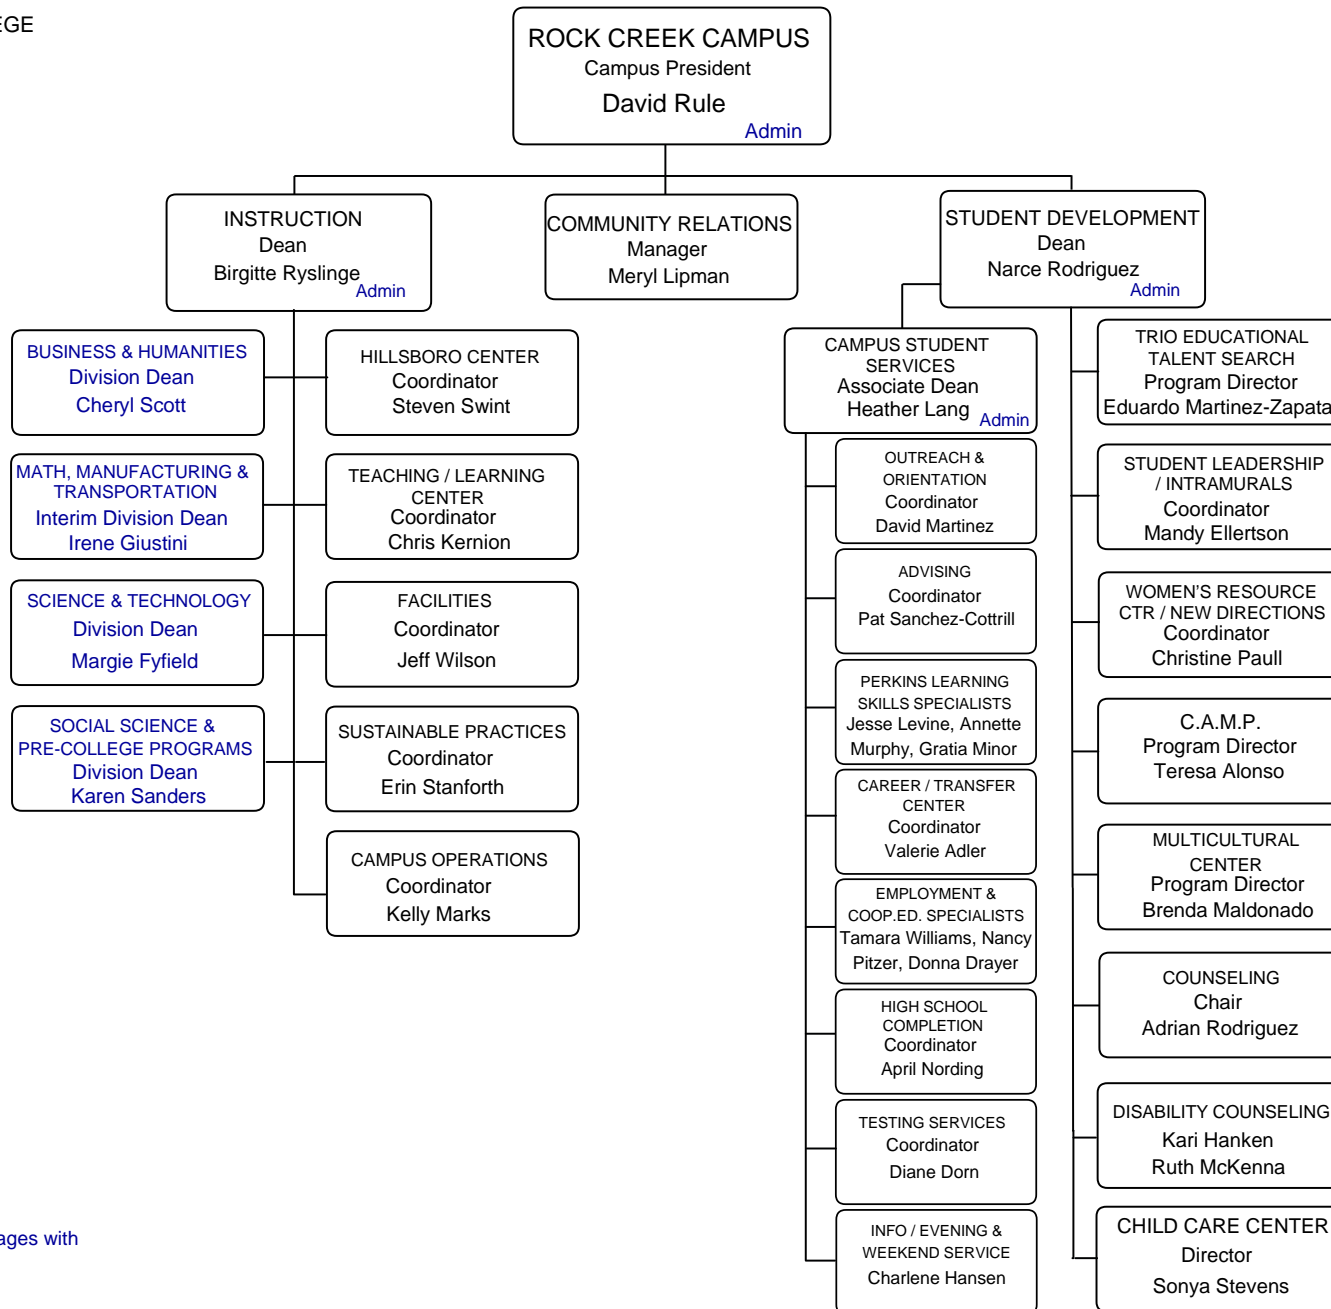 EGE
ROCK CREEK CAMPUS
Campus President
David Rule
Admin
INSTRUCTION
Dean
Birgitte Ryslinge
Admin
COMMUNITY RELATIONS
Manager
Meryl Lipman
STUDENT DEVELOPMENT
Dean
Narce Rodriguez
Admin
BUSINESS & HUMANITIES
Division Dean
Cheryl Scott
MATH, MANUFACTURING &
TRANSPORTATION
Interim Division Dean
Irene Giustini
SCIENCE & TECHNOLOGY
Division Dean
Margie Fyfield
SOCIAL SCIENCE &
PRE-COLLEGE PROGRAMS
Division Dean
Karen Sanders
HILLSBORO CENTER
Coordinator
Steven Swint
TEACHING / LEARNING
CENTER
Coordinator
Chris Kernion
FACILITIES
Coordinator
Jeff Wilson
SUSTAINABLE PRACTICES
Coordinator
Erin Stanforth
CAMPUS OPERATIONS
Coordinator
Kelly Marks
CAMPUS STUDENT
SERVICES
Associate Dean
Heather Lang
Admin
OUTREACH &
ORIENTATION
Coordinator
David Martinez
ADVISING
Coordinator
Pat Sanchez-Cottrill
PERKINS LEARNING
SKILLS SPECIALISTS
Jesse Levine, Annette
Murphy, Gratia Minor
CAREER / TRANSFER
CENTER
Coordinator
Valerie Adler
EMPLOYMENT &
COOP.ED. SPECIALISTS
Tamara Williams, Nancy
Pitzer, Donna Drayer
HIGH SCHOOL
COMPLETION
Coordinator
April Nording
TESTING SERVICES
Coordinator
Diane Dorn
INFO / EVENING &
WEEKEND SERVICE
Charlene Hansen
TRIO EDUCATIONAL
TALENT SEARCH
Program Director
Eduardo Martinez-Zapata
STUDENT LEADERSHIP
/ INTRAMURALS
Coordinator
Mandy Ellertson
WOMEN'S RESOURCE
CTR / NEW DIRECTIONS
Coordinator
Christine Paull
C.A.M.P.
Program Director
Teresa Alonso
MULTICULTURAL
CENTER
Program Director
Brenda Maldonado
COUNSELING
Chair
Adrian Rodriguez
DISABILITY COUNSELING
Kari Hanken
Ruth McKenna
CHILD CARE CENTER
Director
Sonya Stevens
ages with